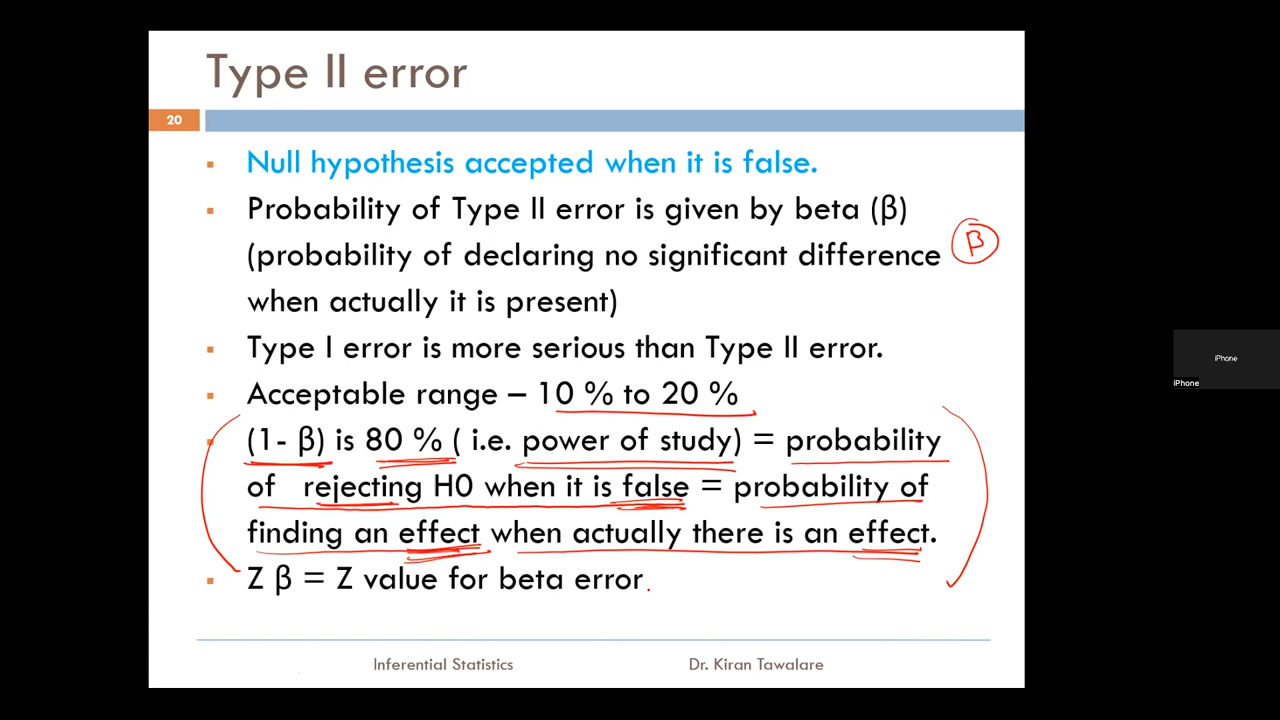 Type II error
20
Null hypothesis accepted when it is false.
Probability of Type II error is given by beta (β)
(probability of declaring no significant difference
β
when actually it is present)
Type I error is more serious than Type II error.
Acceptable range – 10 % to 20 %
(1- β) is 80 % ( i.e. power of study) = probability
of rejecting H0 when it is false = probability of
finding an effect when actually there is an effect.
Z β = Z value for beta error.
Inferential Statistics
Dr. Kiran Tawalare
iPhone
iPhone